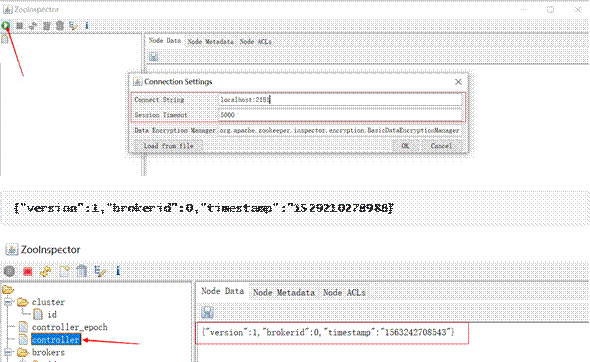 ZooInspector
Node Data Node Metadata Node ACLs
Connection Settings
Connect String localhost:2181
Session Timeout 5000
Data Encryption Manager org.apache.zookeeper.inspector.encryption.BasicDataEncryptionManager
Load from file OK Cancel
{"version":1,"brokerid":0,"timestamp":"1529210278988}
ZooInspector
Node Data Node Metadata Node ACLs
cluster
id
controller_epoch
controller
brokers
{"version":1,"brokerid":0,"timestamp":"1563242708543"}